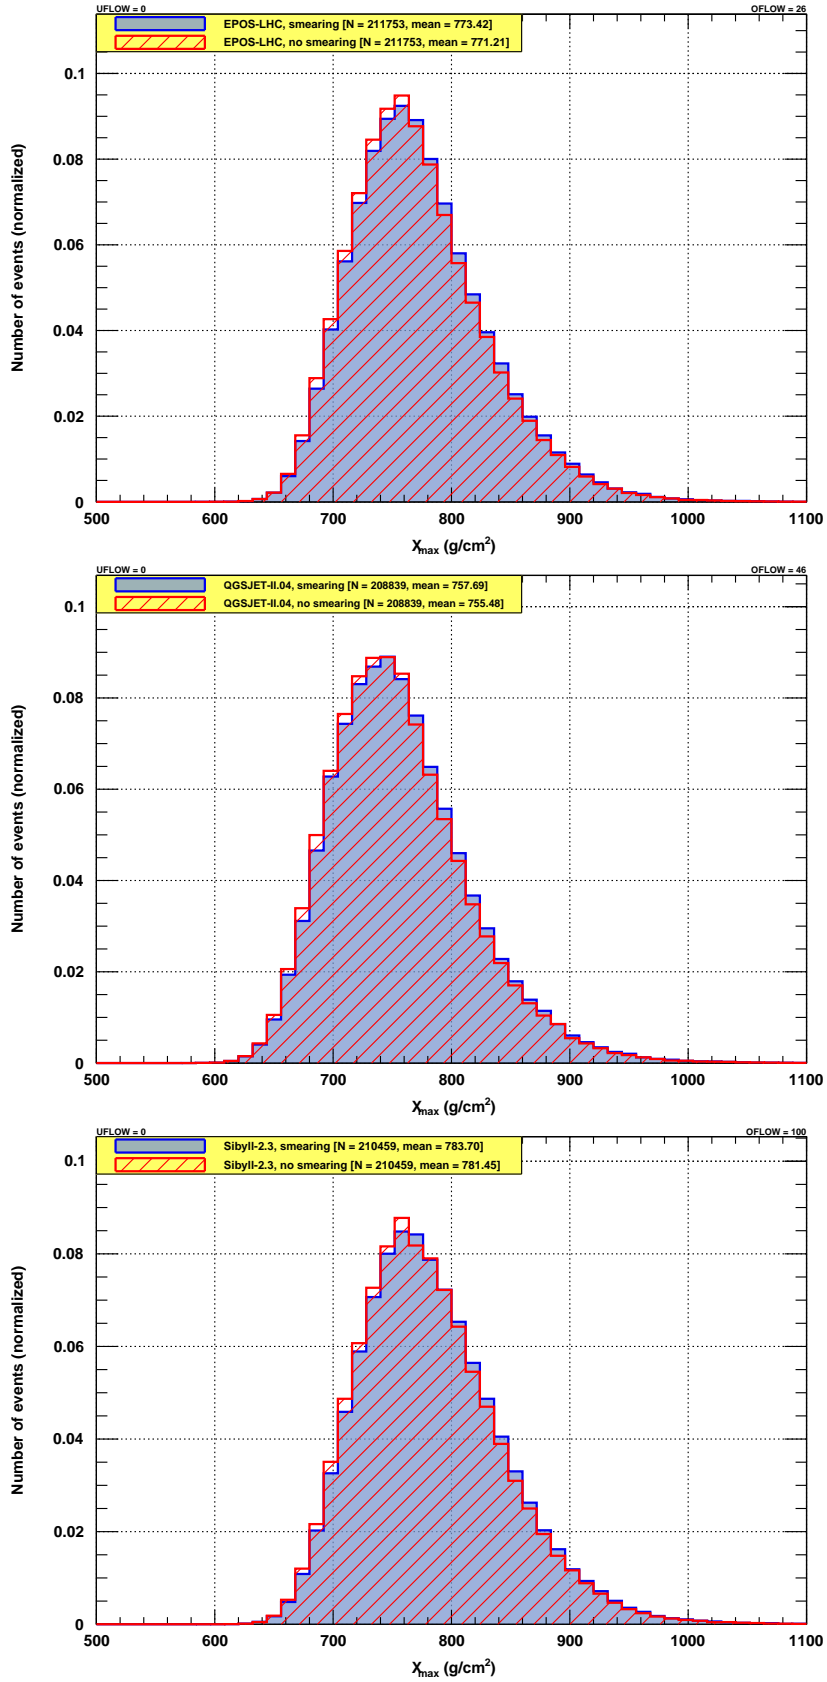 UFLOW = 0 OFLOW = 26
EPOS-LHC, smearing [N = 211753, mean = 773.42]
EPOS-LHC, no smearing [N = 211753, mean = 771.21]
Number of events (normalized)
0.1
0.08
0.06
0.04
0.02
0
500 600 700 800 900 1000 1100
Xmax (g/cm²)
UFLOW = 0 OFLOW = 46
QGSJET-II.04, smearing [N = 208839, mean = 757.69]
QGSJET-II.04, no smearing [N = 208839, mean = 755.48]
Number of events (normalized)
0.1
0.08
0.06
0.04
0.02
0
500 600 700 800 900 1000 1100
Xmax (g/cm²)
UFLOW = 0 OFLOW = 100
Sibyll-2.3, smearing [N = 210459, mean = 783.70]
Sibyll-2.3, no smearing [N = 210459, mean = 781.45]
Number of events (normalized)
0.1
0.08
0.06
0.04
0.02
0
500 600 700 800 900 1000 1100
Xmax (g/cm²)